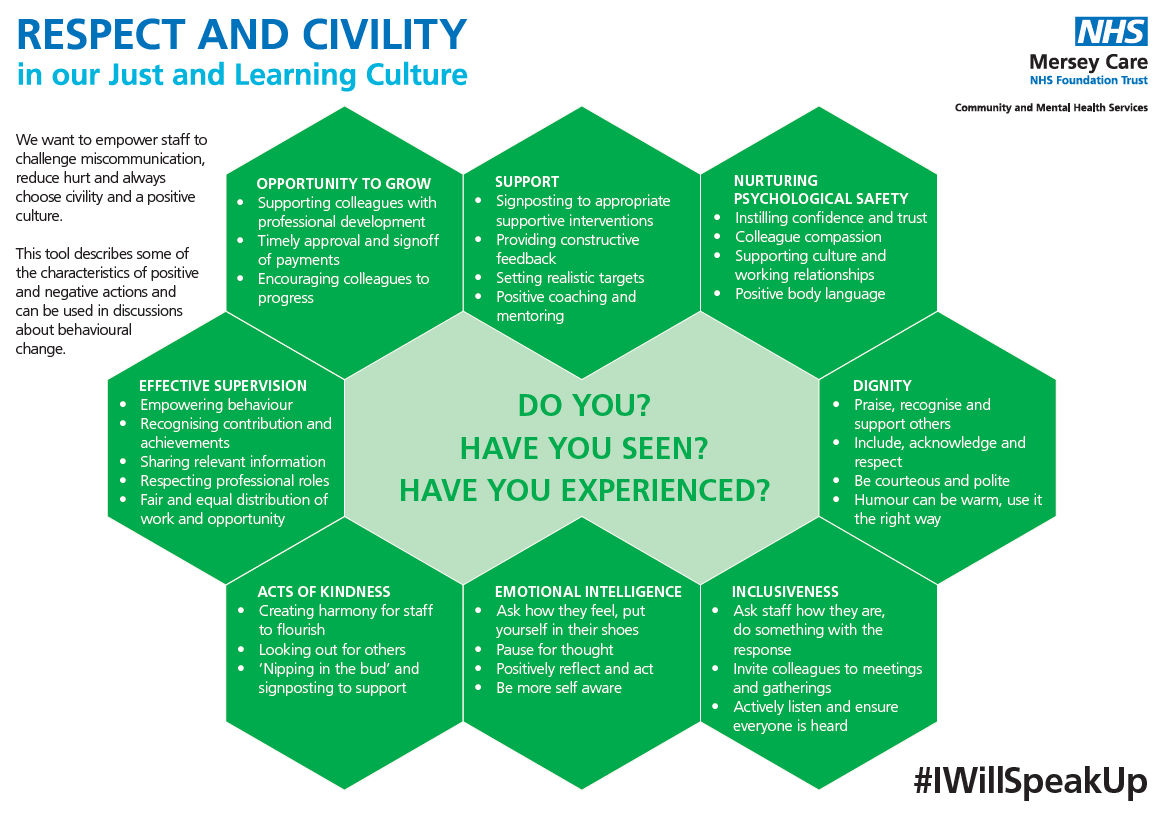 RESPECT AND CIVILITY
in our Just and Learning Culture
NHS
Mersey Care
NHS Foundation Trust
Community and Mental Health Services
We want to empower staff to
challenge miscommunication,
reduce hurt and always
choose civility and a positive
culture.
This tool describes some of
the characteristics of positive
and negative actions and
can be used in discussions
about behavioural
change.
OPPORTUNITY TO GROW
• Supporting colleagues with
professional development
• Timely approval and signoff
of payments
• Encouraging colleagues to
progress
SUPPORT
• Signposting to appropriate
supportive interventions
• Providing constructive
feedback
• Setting realistic targets
• Positive coaching and
mentoring
NURTURING
PSYCHOLOGICAL SAFETY
• Instilling confidence and trust
• Colleague compassion
• Supporting culture and
working relationships
• Positive body language
EFFECTIVE SUPERVISION
• Empowering behaviour
• Recognising contribution and
achievements
• Sharing relevant information
• Respecting professional roles
• Fair and equal distribution of
work and opportunity
DO YOU?
HAVE YOU SEEN?
HAVE YOU EXPERIENCED?
DIGNITY
• Praise, recognise and
support others
• Include, acknowledge and
respect
• Be courteous and polite
• Humour can be warm, use it
the right way
ACTS OF KINDNESS
• Creating harmony for staff
to flourish
• Looking out for others
• ‘Nipping in the bud’ and
signposting to support
EMOTIONAL INTELLIGENCE
• Ask how they feel, put
yourself in their shoes
• Pause for thought
• Positively reflect and act
• Be more self aware
INCLUSIVENESS
• Ask staff how they are,
do something with the
response
• Invite colleagues to meetings
and gatherings
• Actively listen and ensure
everyone is heard
#IWillSpeakUp